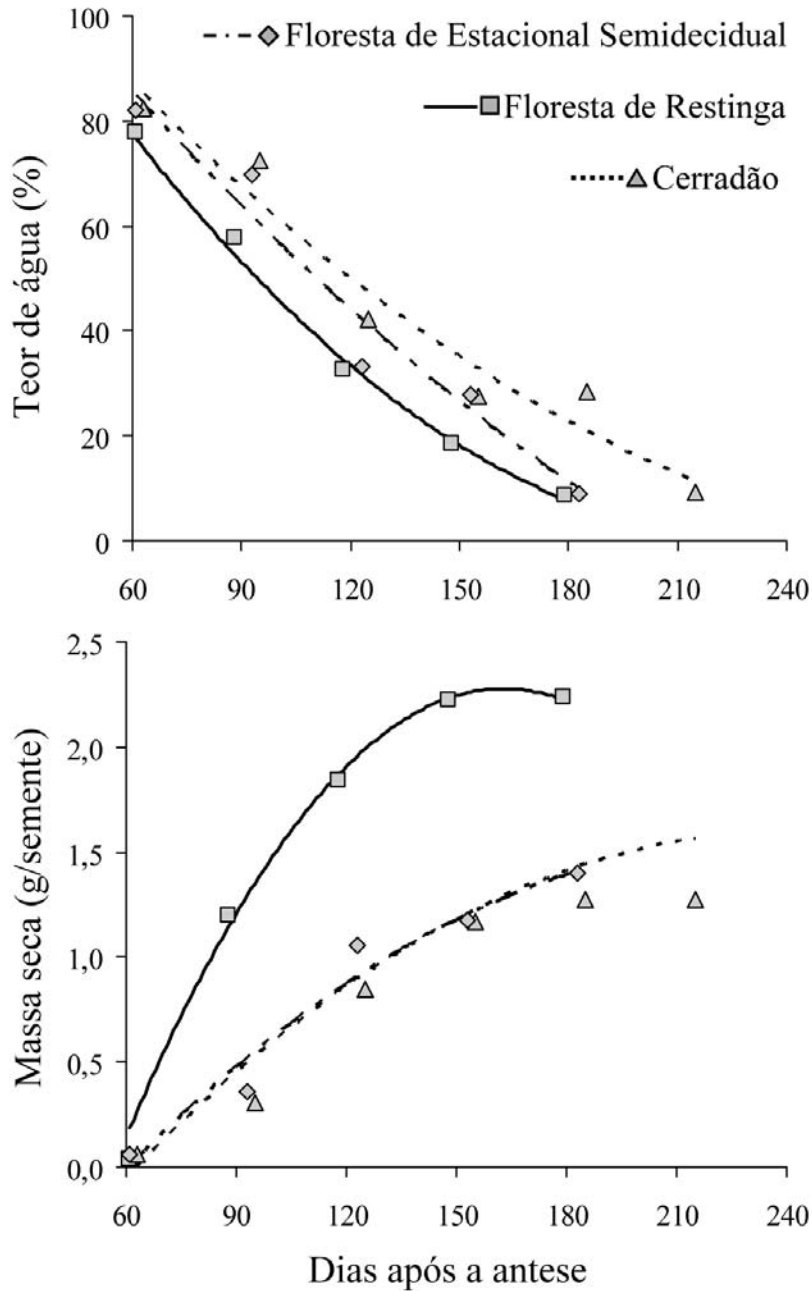 100
Floresta de Estacional Semidecidual
80
Floresta de Restinga
60
Cerradão
40
20
0
Teor de água (%)
60 90 120 150 180 210 240
2,5
2,0
1,5
1,0
0,5
0,0
Massa seca (g/semente)
60 90 120 150 180 210 240
Dias após a antese